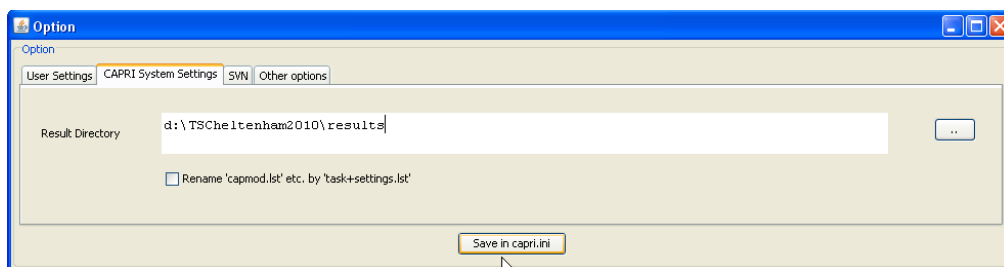 Option
Option
User Settings CAPRI System Settings SVN Other options
Result Directory d:\TSCheltenham2010\results ..
Rename 'capmod.lst' etc. by 'task+settings.lst'
Save in capri.ini